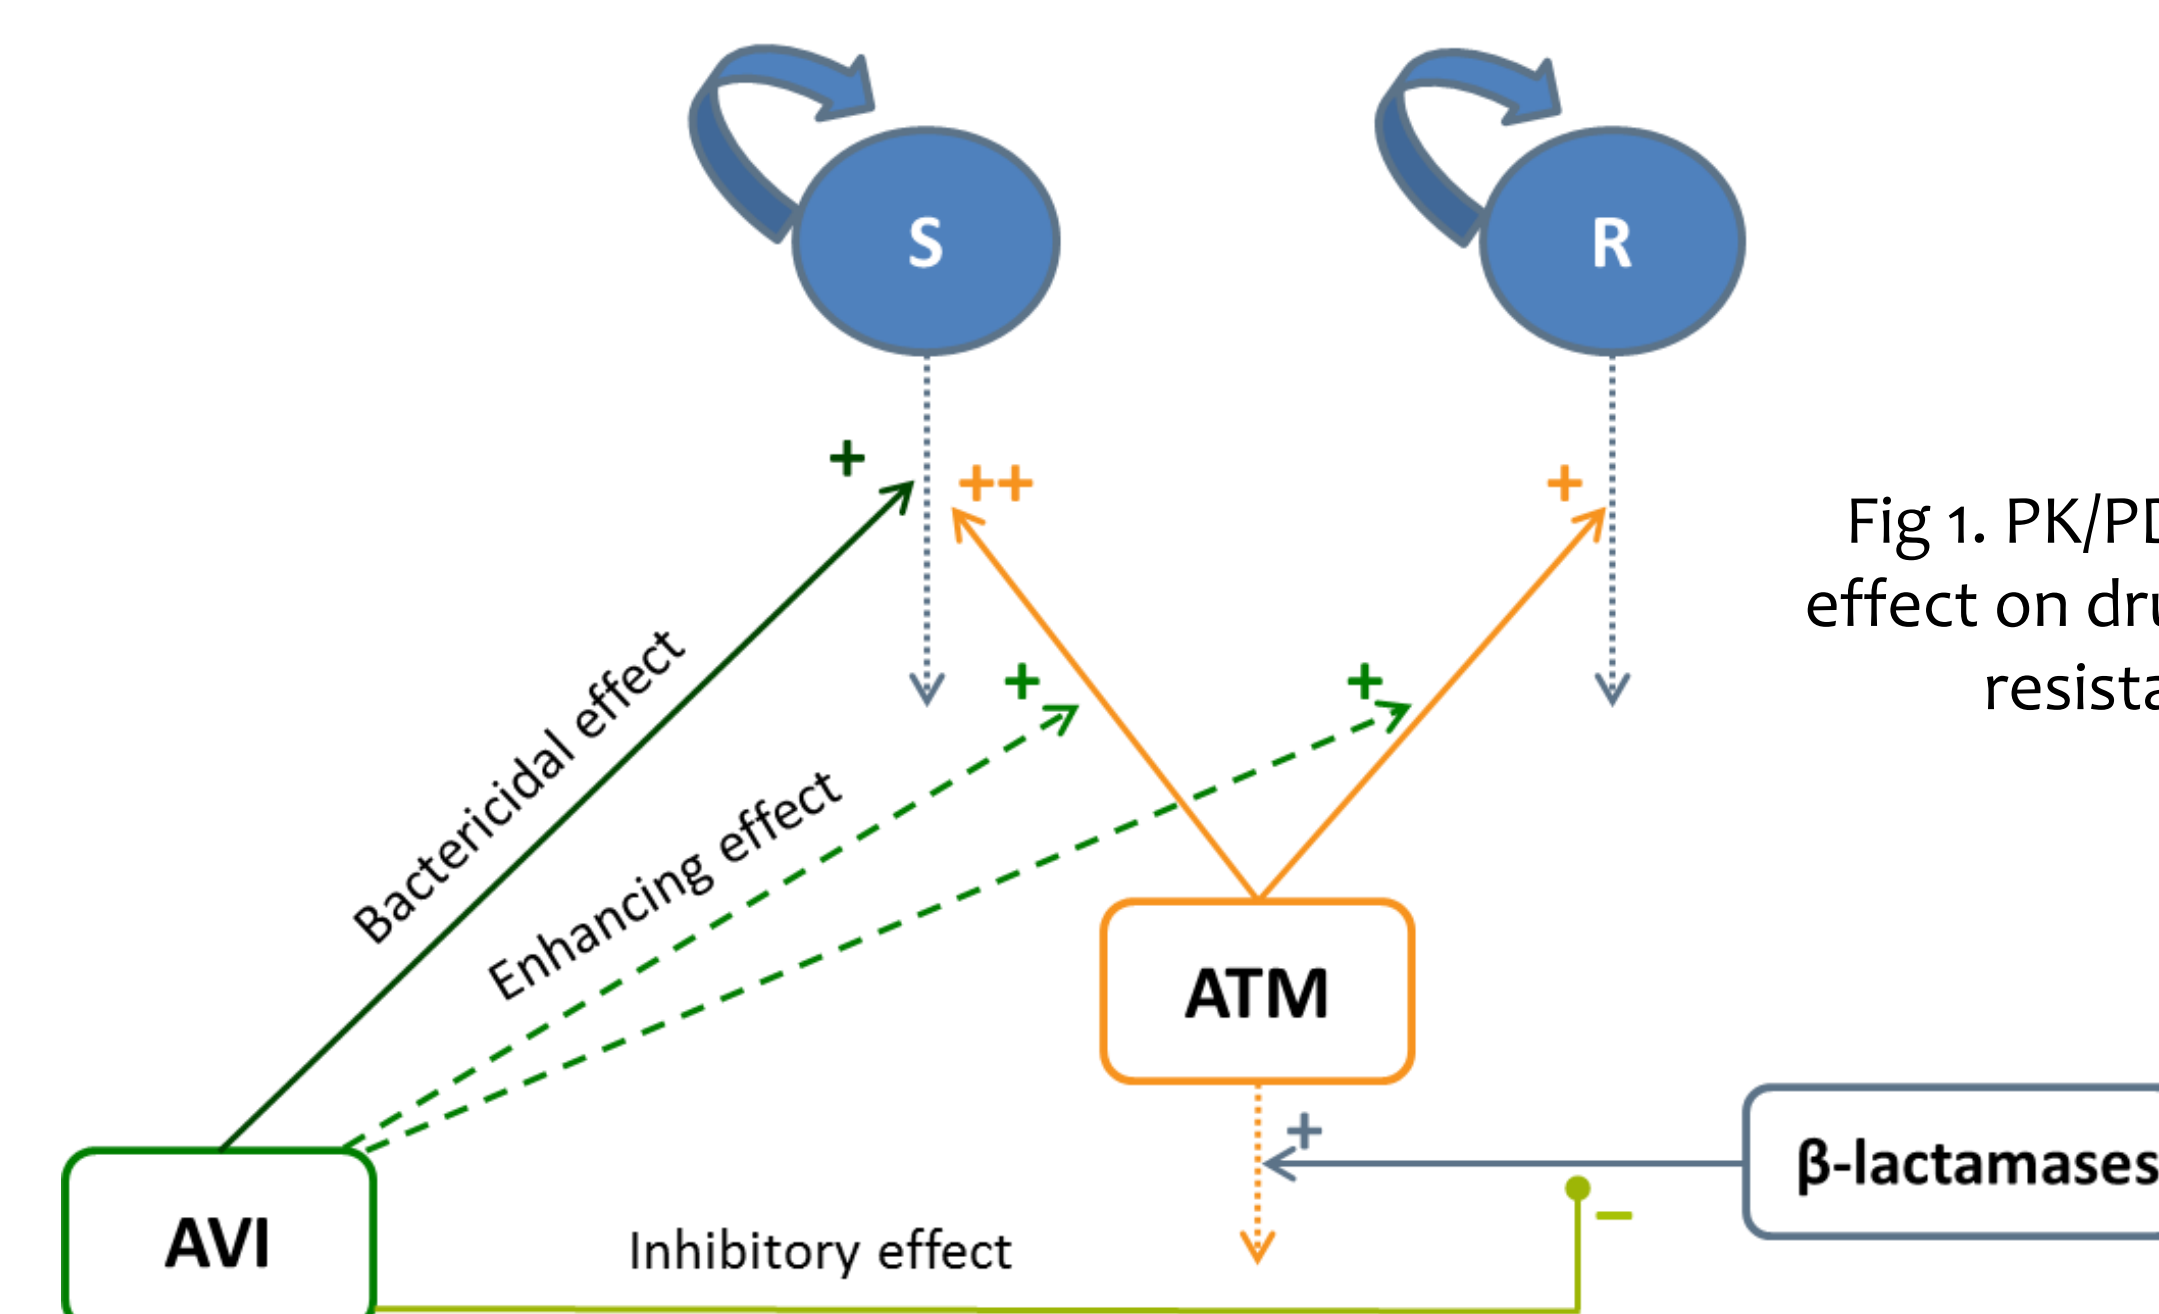 S
R
+
++
+
Fig 1. PK/PD
effect on dru
resista
+
+
Bactericidal effect
Enhancing effect
ATM
+
β-lactamases
–
AVI
Inhibitory effect